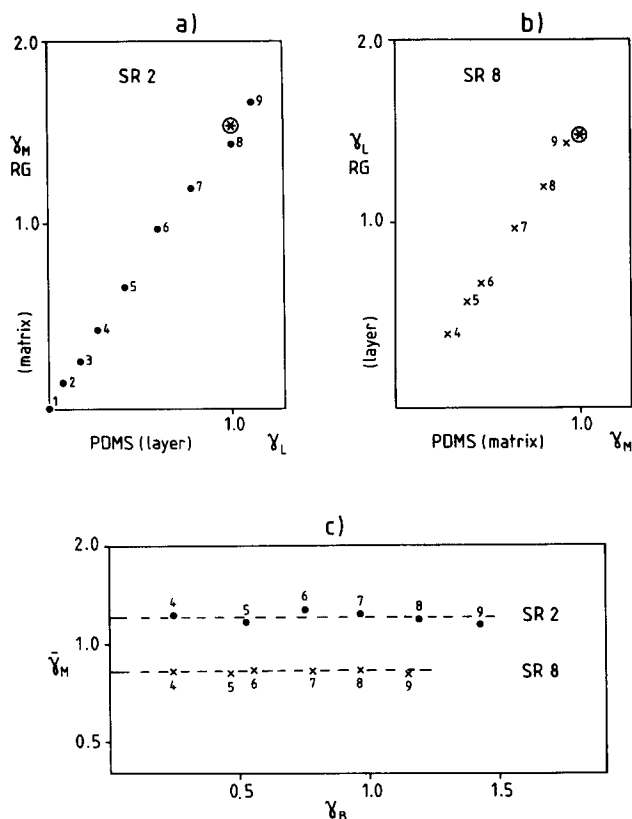 a)
2.0
SR 2
9
8
γM
RG
7
1.0
6
5
(matrix)
4
3
2
1
PDMS (layer)
1.0
γL
b)
2.0
SR 8
γL
RG
9
8
1.0
7
6
5
(layer)
4
PDMS (matrix)
1.0
γM
c)
2.0
4 5 6 7 8 9
SR 2
1.0
γ̄M
SR 8
4 5 6 7 8 9
0.5
0.5 1.0 1.5
γB